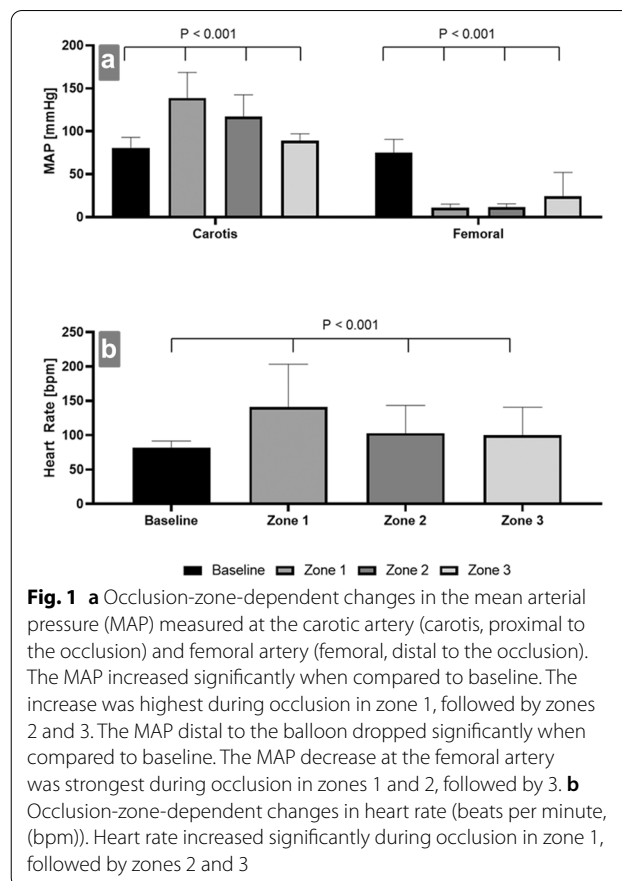 P < 0.001 P < 0.001
a
200
150
100
50
0
MAP [mmHg]
Carotis Femoral
P < 0.001
b
250
200
150
100
50
0
Heart Rate [bpm]
Baseline Zone 1 Zone 2 Zone 3
Baseline Zone 1 Zone 2 Zone 3
Fig. 1 a Occlusion-zone-dependent changes in the mean arterial
pressure (MAP) measured at the carotic artery (carotis, proximal to
the occlusion) and femoral artery (femoral, distal to the occlusion).
The MAP increased significantly when compared to baseline. The
increase was highest during occlusion in zone 1, followed by zones
2 and 3. The MAP distal to the balloon dropped significantly when
compared to baseline. The MAP decrease at the femoral artery
was strongest during occlusion in zones 1 and 2, followed by 3. b
Occlusion-zone-dependent changes in heart rate (beats per minute,
(bpm)). Heart rate increased significantly during occlusion in zone 1,
followed by zones 2 and 3